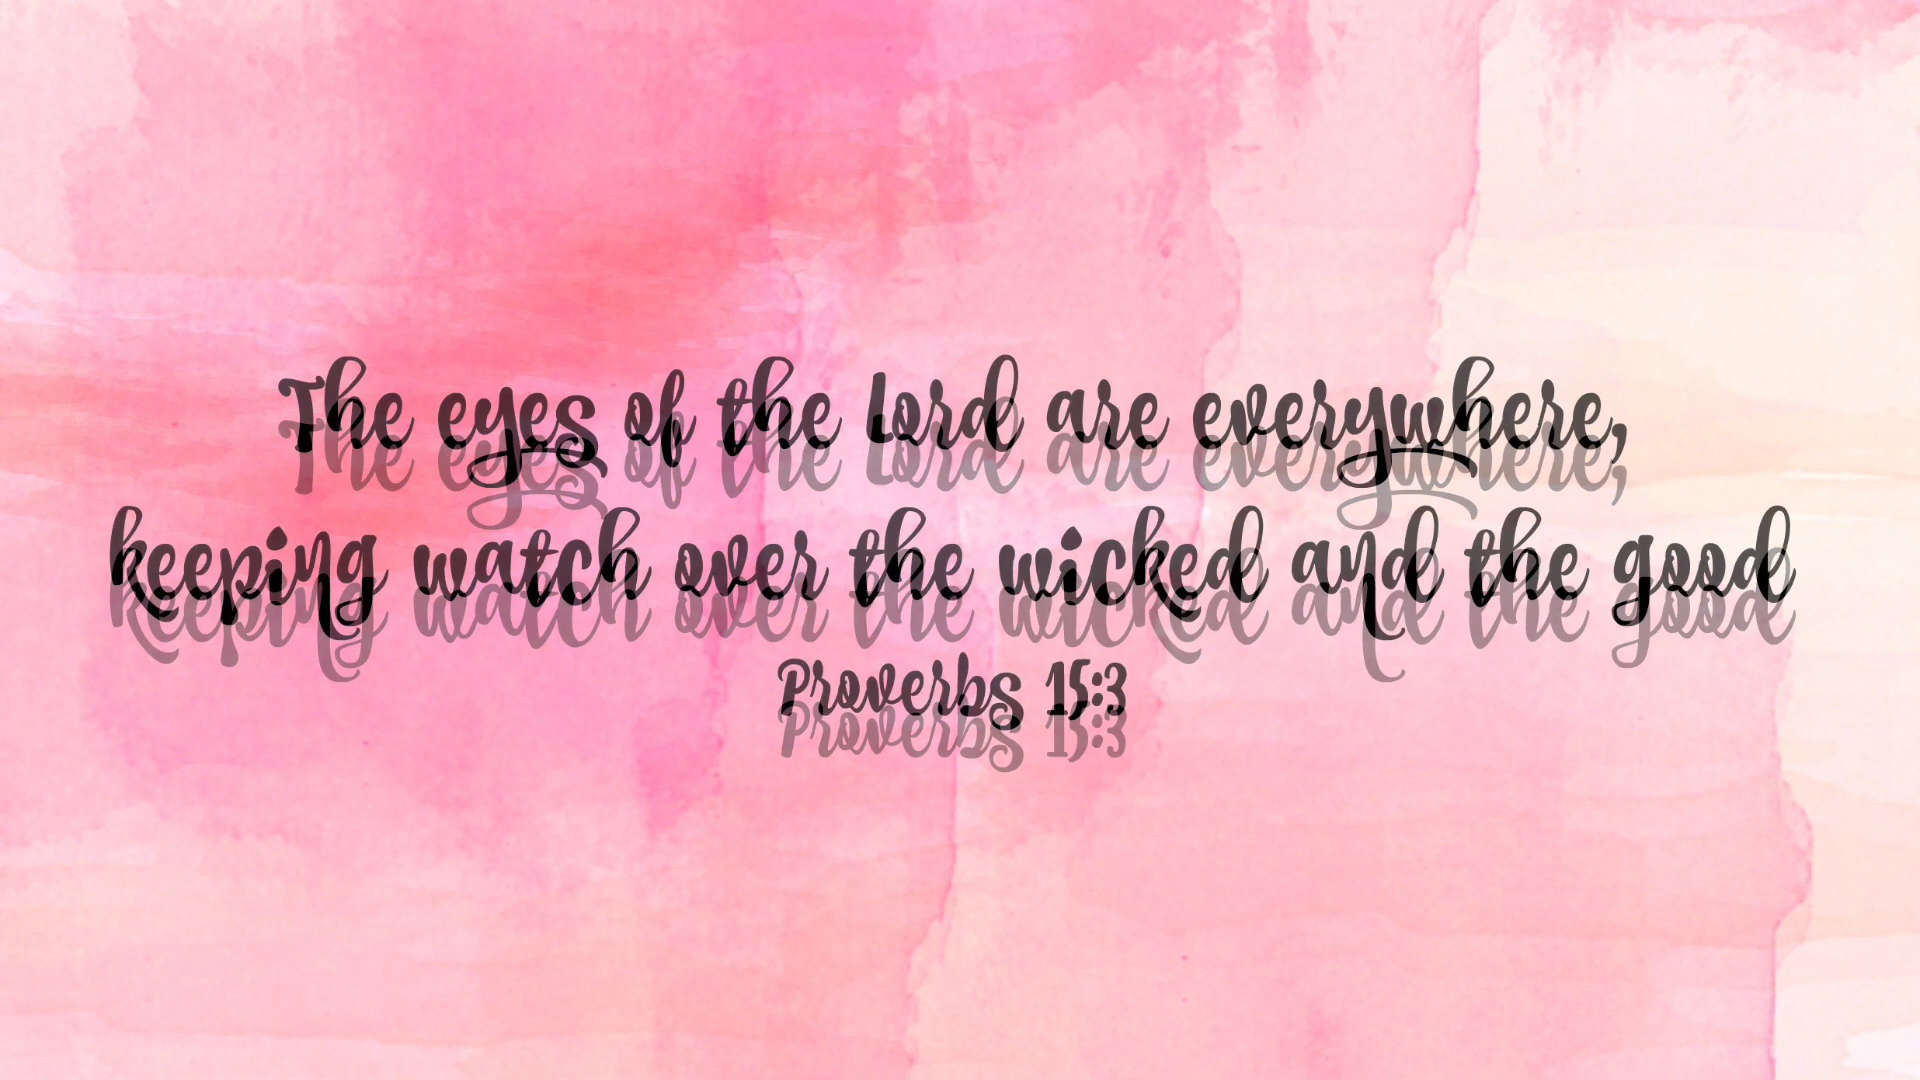 The eyes of the Lord are everywhere,
keeping watch over the wicked and the good
Proverbs 15:3